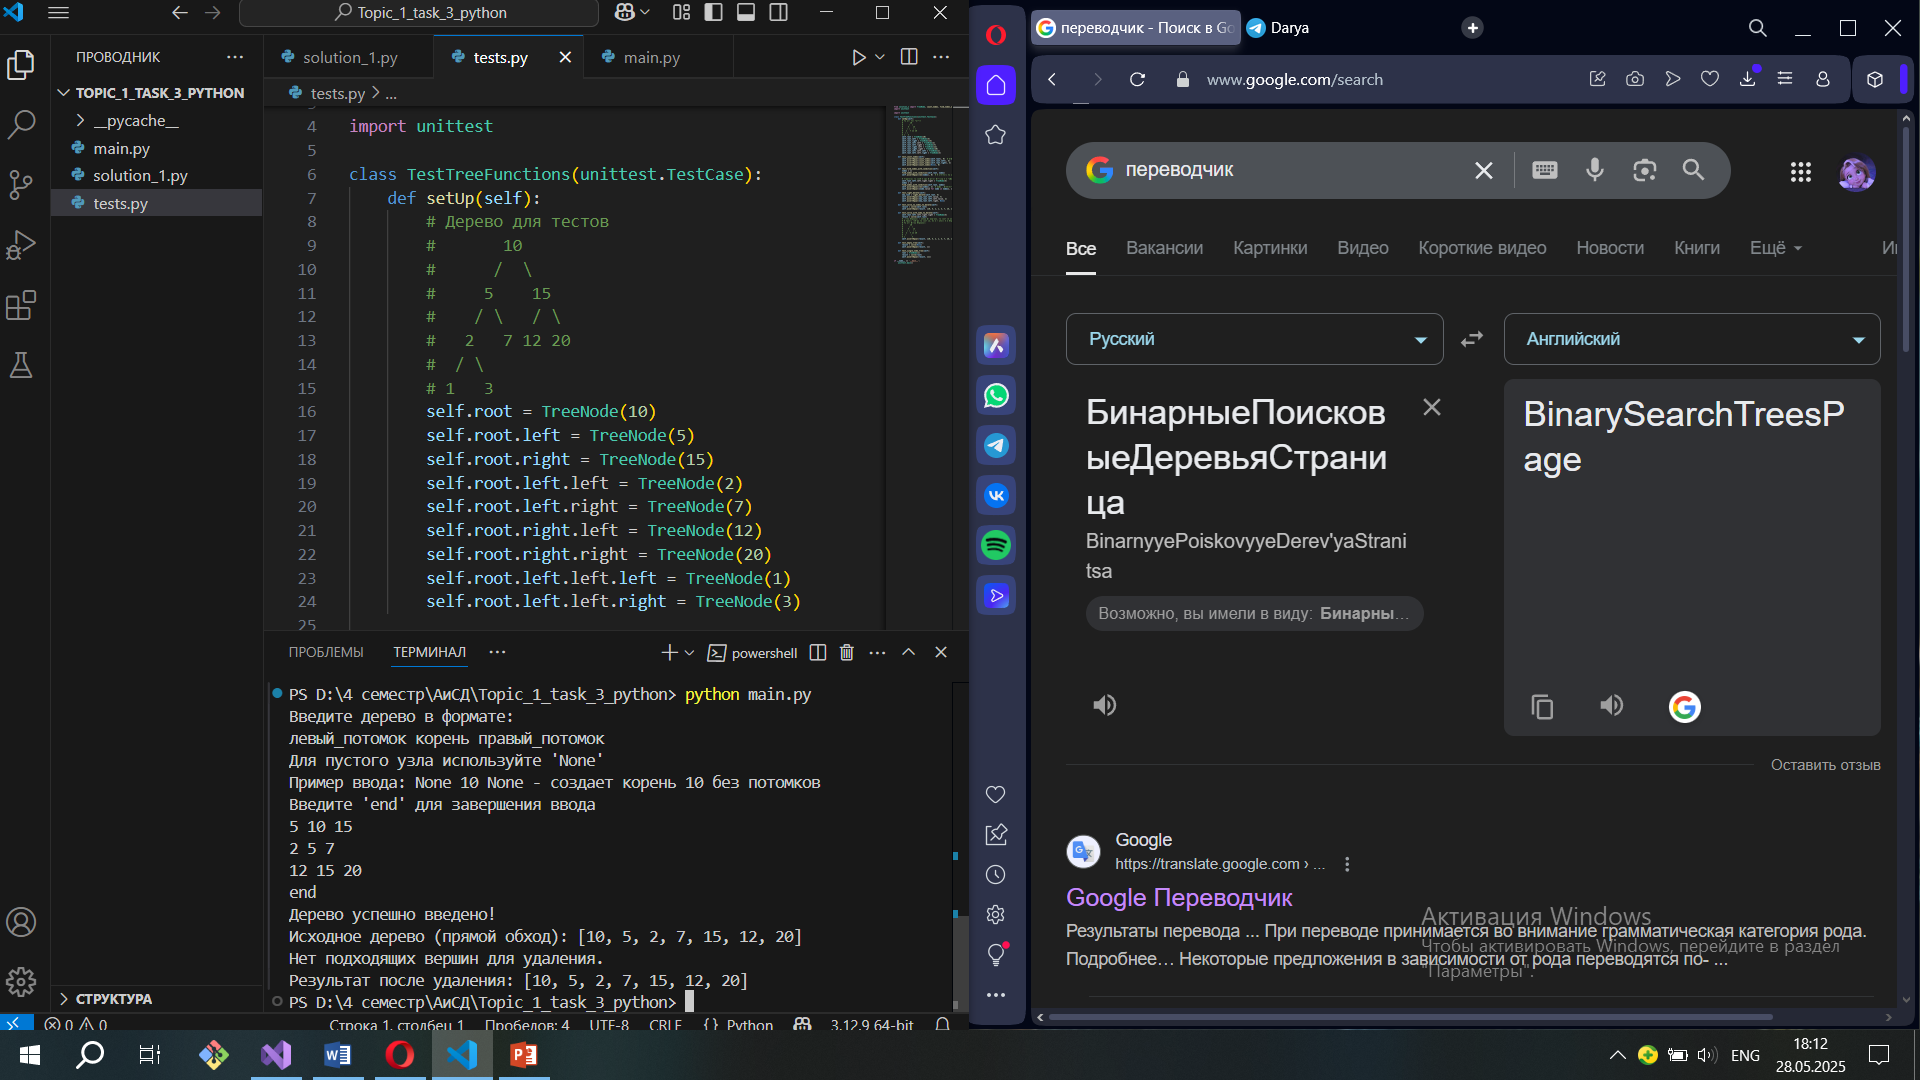 Topic_1_task_3_python
ПРОВОДНИК
TOPIC_1_TASK_3_PYTHON
__pycache__
main.py
solution_1.py
tests.py
СТРУКТУРА
solution_1.py
tests.py
main.py
tests.py > ...
4 import unittest
5
6 class TestTreeFunctions(unittest.TestCase):
7 def setUp(self):
8 # Дерево для тестов
9 # 10
10 # / \
11 # 5 15
12 # / \ / \
13 # 2 7 12 20
14 # / \
15 # 1 3
16 self.root = TreeNode(10)
17 self.root.left = TreeNode(5)
18 self.root.right = TreeNode(15)
19 self.root.left.left = TreeNode(2)
20 self.root.left.right = TreeNode(7)
21 self.root.right.left = TreeNode(12)
22 self.root.right.right = TreeNode(20)
23 self.root.left.left.left = TreeNode(1)
24 self.root.left.left.right = TreeNode(3)
25
ПРОБЛЕМЫ ТЕРМИНАЛ
powershell
PS D:\4 семестр\АиСД\Topic_1_task_3_python> python main.py
Введите дерево в формате:
левый_потомок корень правый_потомок
Для пустого узла используйте 'None'
Пример ввода: None 10 None - создает корень 10 без потомков
Введите 'end' для завершения ввода
5 10 15
2 5 7
12 15 20
end
Дерево успешно введено!
Исходное дерево (прямой обход): [10, 5, 2, 7, 15, 12, 20]
Нет подходящих вершин для удаления.
Результат после удаления: [10, 5, 2, 7, 15, 12, 20]
PS D:\4 семестр\АиСД\Topic_1_task_3_python>
0 0 Строка 1, столбец 1 Пробелов: 4 UTF-8 CRLF {} Python 3.12.9 64-bit
переводчик - Поиск в Go
Darya
www.google.com/search
переводчик
Все Вакансии Картинки Видео Короткие видео Новости Книги Ещё
Русский
Английский
БинарныеПоисков
ыеДеревьяСтрани
ца
BinarnyyePoiskovyyeDerev'yaStrani
tsa
Возможно, вы имели в виду: Бинарны...
BinarySearchTreesP
age
Оставить отзыв
Google
https://translate.google.com › ...
Google Переводчик
Результаты перевода ... При переводе принимается во внимание грамматическая категория рода.
Подробнее… Некоторые предложения в зависимости от рода переводятся по- ...
Активация Windows
Чтобы активировать Windows, перейдите в раздел
"Параметры".
ENG
18:12
28.05.2025